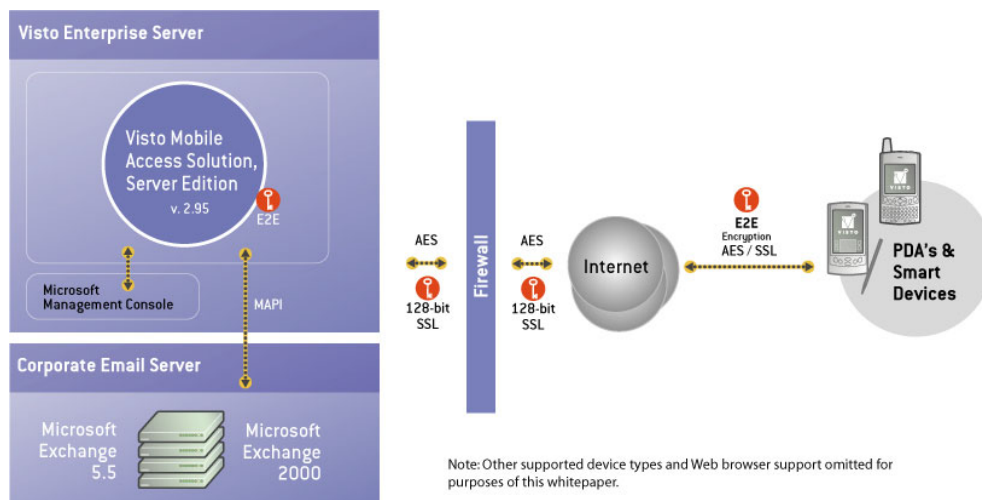 Visto Enterprise Server
Visto Mobile
Access Solution,
Server Edition
v. 2.95
E2E
Microsoft
Management Console
MAPI
Corporate Email Server
Microsoft
Exchange
5.5
Microsoft
Exchange
2000
AES
128-bit
SSL
Firewall
AES
128-bit
SSL
Internet
E2E
Encryption
AES / SSL
VISTO
VISTO
PDA's &
Smart
Devices
Note: Other supported device types and Web browser support omitted for
purposes of this whitepaper.